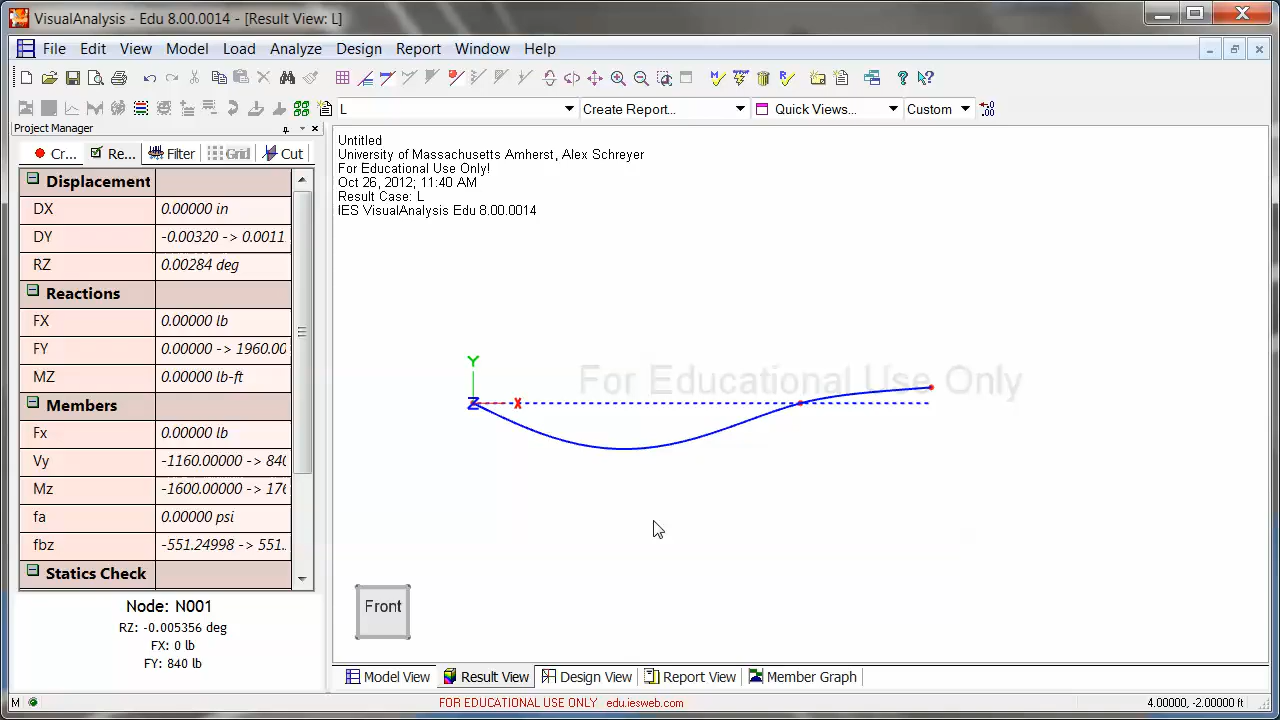 VisualAnalysis - Edu 8.00.0014 - [Result View: L]
File Edit View Model Load Analyze Design Report Window Help
L Create Report... Quick Views... Custom
Project Manager
Cr... Re... Filter Grid Cut
Displacement
DX 0.00000 in
DY -0.00320 -> 0.0011
RZ 0.00284 deg
Reactions
FX 0.00000 lb
FY 0.00000 -> 1960.00
MZ 0.00000 lb-ft
Members
Fx 0.00000 lb
Vy -1160.00000 -> 840
Mz -1600.00000 -> 176
fa 0.00000 psi
fbz -551.24998 -> 551.
Statics Check
Node: N001
RZ: -0.005356 deg
FX: 0 lb
FY: 840 lb
Untitled
University of Massachusetts Amherst, Alex Schreyer
For Educational Use Only!
Oct 26, 2012; 11:40 AM
Result Case: L
IES VisualAnalysis Edu 8.00.0014
For Educational Use Only
Y
Z X
Front
Model View Result View Design View Report View Member Graph
M FOR EDUCATIONAL USE ONLY edu.iesweb.com 4.00000, -2.00000 ft